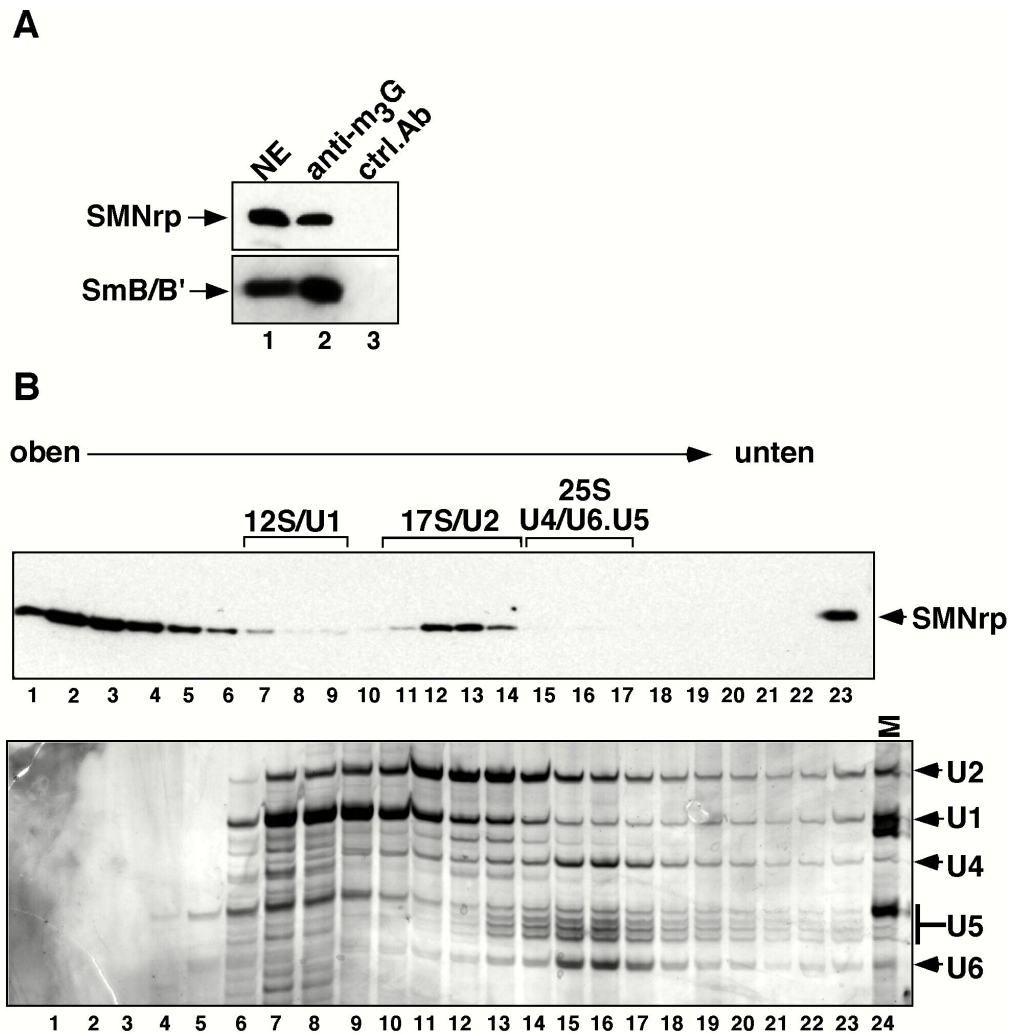 A
NE
anti-m3G
ctrl.Ab
SMNrp
SmB/B'
1 2 3
B
oben
unten
12S/U1
17S/U2
25S
U4/U6.U5
SMNrp
1 2 3 4 5 6 7 8 9 10 11 12 13 14 15 16 17 18 19 20 21 22 23
M
U2
U1
U4
U5
U6
1 2 3 4 5 6 7 8 9 10 11 12 13 14 15 16 17 18 19 20 21 22 23 24